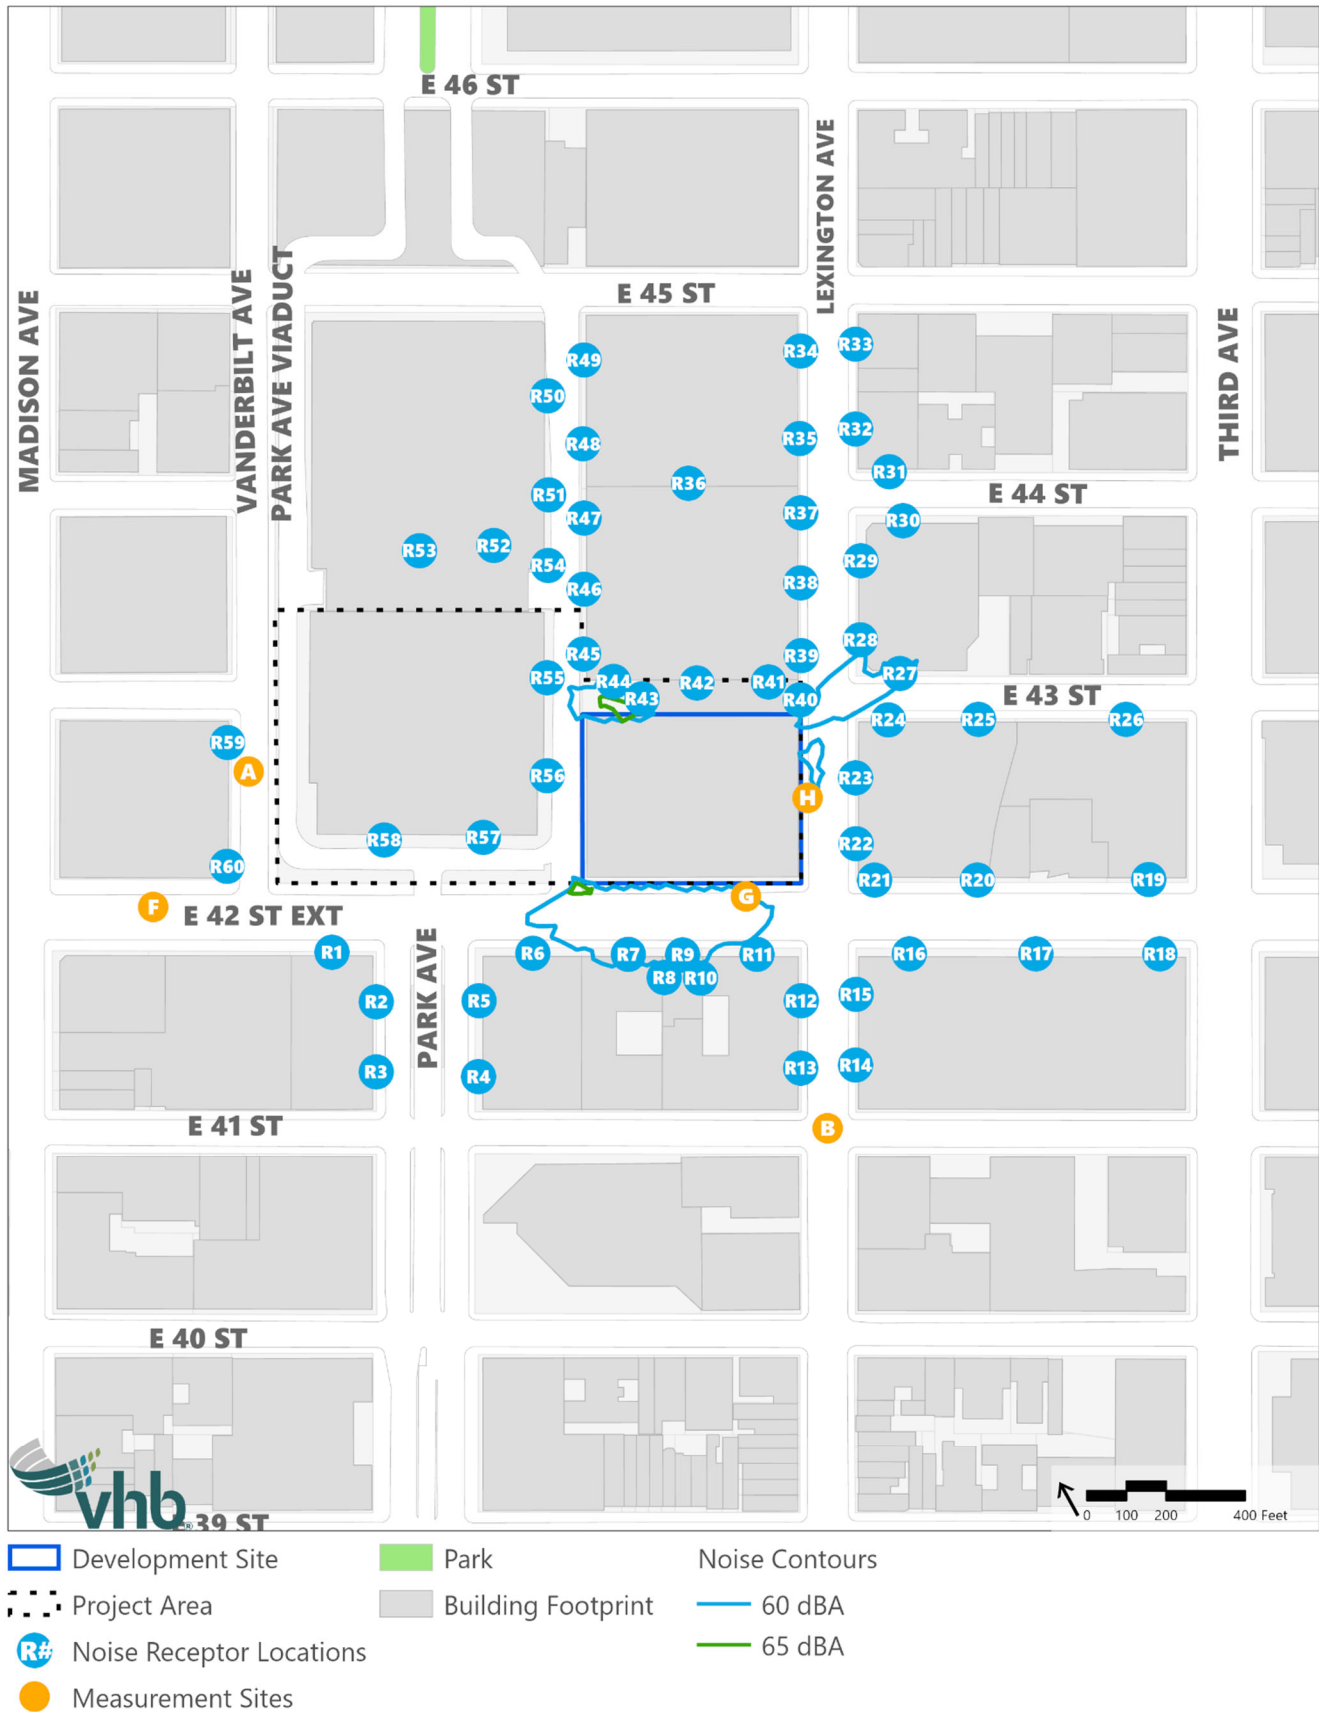 E 46 ST
LEXINGTON AVE
E 45 ST
MADISON AVE
VANDERBILT AVE
PARK AVE VIADUCT
THIRD AVE
R49
R34
R33
R50
R48
R35
R32
R36
R31
R51
R47
R37
E 44 ST
R30
R53
R52
R54
R29
R46
R38
R28
R45
R39
R55
R44
R42
R41
R27
R43
R40
E 43 ST
R24
R25
R26
R59
A
R56
R23
H
R58
R57
R22
R60
R21
R20
R19
F
G
E 42 ST EXT
R1
PARK AVE
R6
R7
R9
R11
R16
R17
R18
R8
R10
R2
R5
R12
R15
R3
R4
R13
R14
E 41 ST
B
E 40 ST
vhb®
E 39 ST
0 100 200 400 Feet
Development Site
Park
Noise Contours
Project Area
Building Footprint
60 dBA
R# Noise Receptor Locations
65 dBA
Measurement Sites